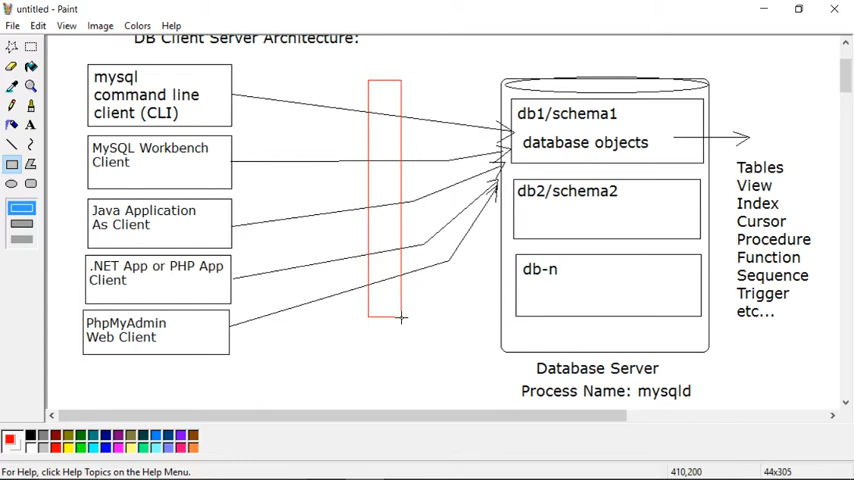 untitled - Paint
File Edit View Image Colors Help
DB Client Server Architecture:
mysql
command line
client (CLI)
MySQL Workbench
Client
Java Application
As Client
.NET App or PHP App
Client
PhpMyAdmin
Web Client
db1/schema1
database objects
db2/schema2
db-n
Database Server
Process Name: mysqld
Tables
View
Index
Cursor
Procedure
Function
Sequence
Trigger
etc...
For Help, click Help Topics on the Help Menu.
410,200
44x305